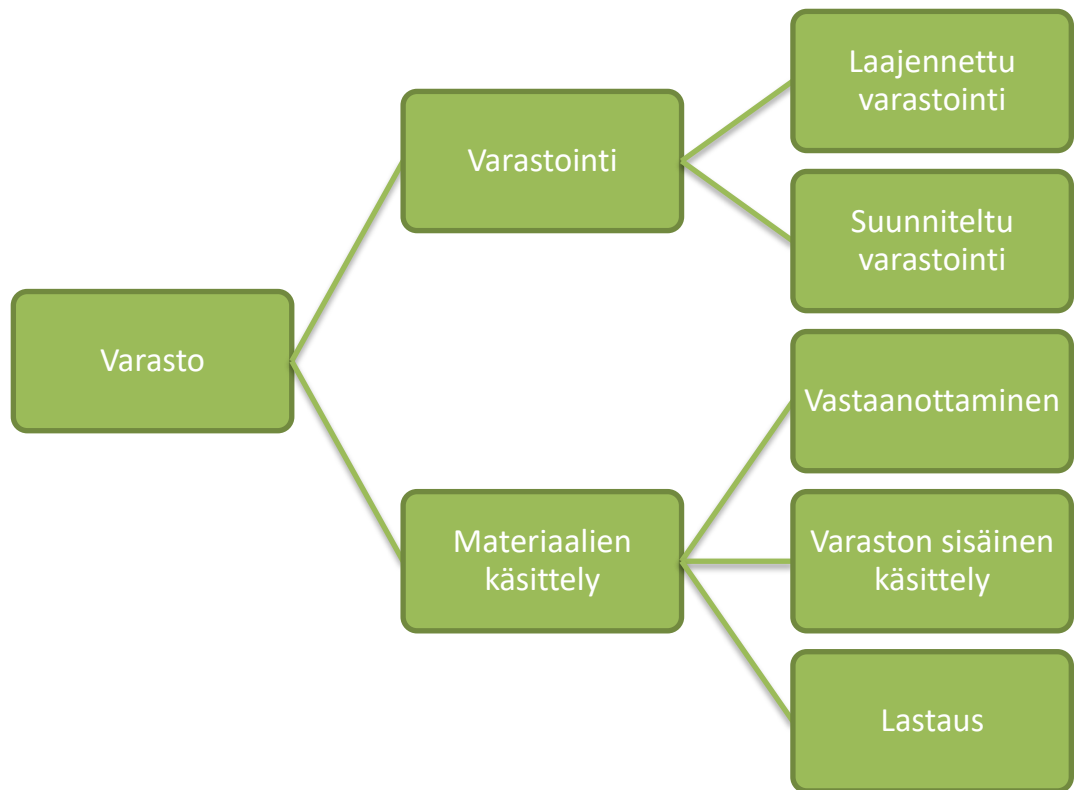 Varasto
Varastointi
Laajennettu
varastointi
Suunniteltu
varastointi
Materiaalien
käsittely
Vastaanottaminen
Varaston sisäinen
käsittely
Lastaus